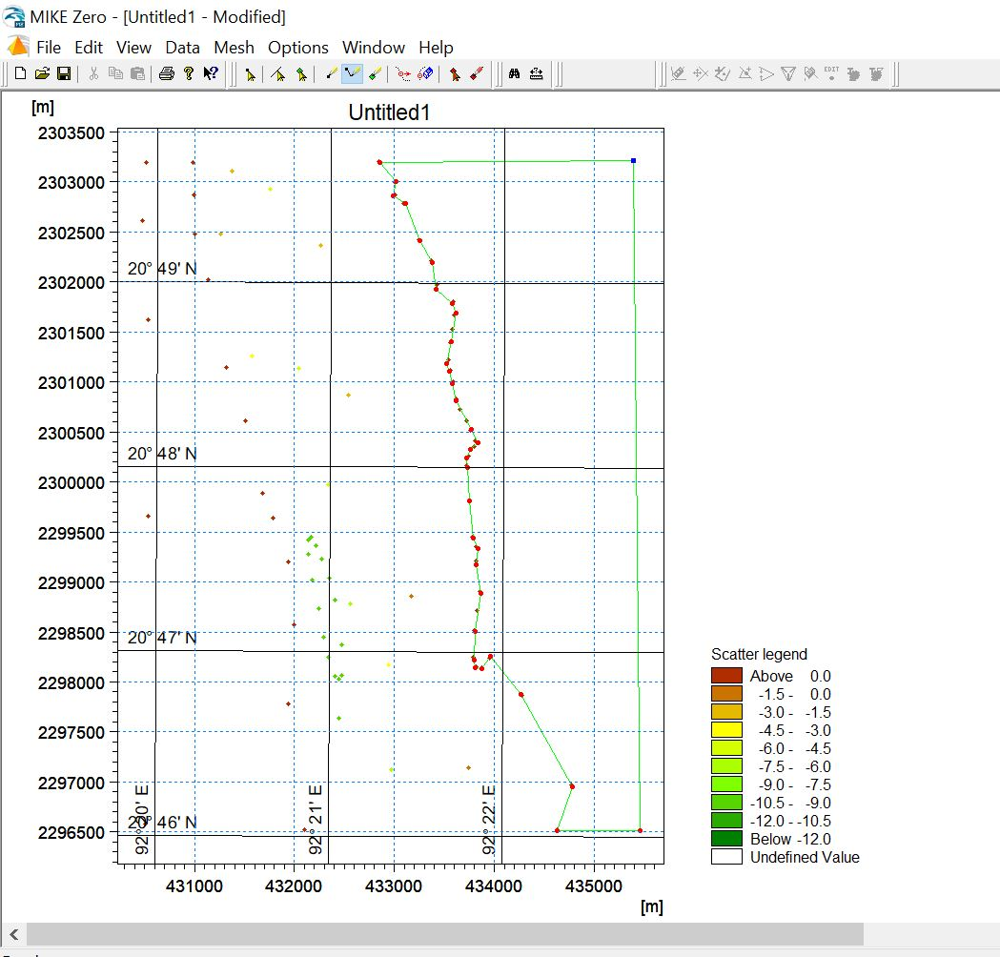 MIKE Zero - [Untitled1 - Modified]
File Edit View Data Mesh Options Window Help
EDIT
[m]
Untitled1
2303500
2303000
2302500
20° 49' N
2302000
2301500
2301000
2300500
20° 48' N
2300000
2299500
2299000
2298500
20° 47' N
2298000
2297500
2297000
20° 46' N
2296500
92° 20' E
92° 21' E
92° 22' E
431000 432000 433000 434000 435000
[m]
Scatter legend
Above 0.0
-1.5 - 0.0
-3.0 - -1.5
-4.5 - -3.0
-6.0 - -4.5
-7.5 - -6.0
-9.0 - -7.5
-10.5 - -9.0
-12.0 - -10.5
Below -12.0
Undefined Value